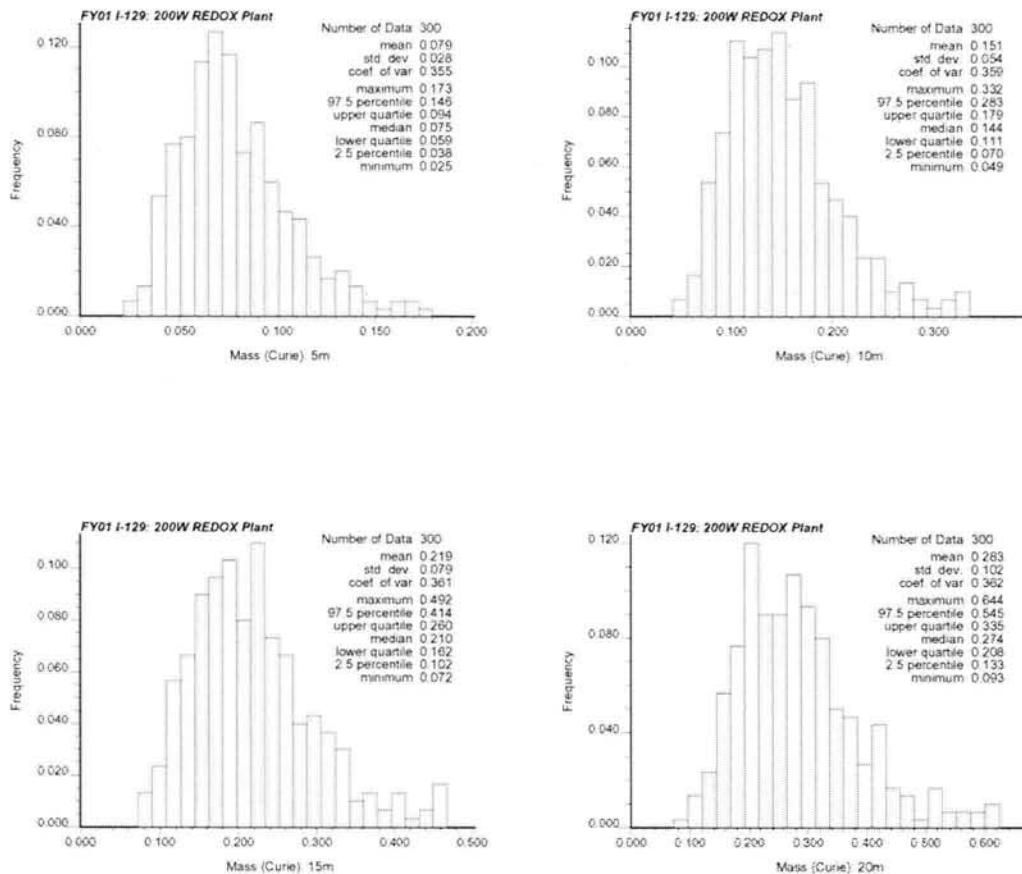 FY01 I-129: 200W REDOX Plant
Number of Data 300
mean 0.079
std. dev. 0.028
coef. of var 0.355
maximum 0.173
97.5 percentile 0.146
upper quartile 0.094
median 0.075
lower quartile 0.059
2.5 percentile 0.038
minimum 0.025
Frequency
0.120
0.080
0.040
0.000
0.000 0.050 0.100 0.150 0.200
Mass (Curie) 5m
FY01 I-129: 200W REDOX Plant
Number of Data 300
mean 0.151
std. dev. 0.054
coef. of var 0.359
maximum 0.332
97.5 percentile 0.283
upper quartile 0.179
median 0.144
lower quartile 0.111
2.5 percentile 0.070
minimum 0.049
Frequency
0.100
0.080
0.060
0.040
0.020
0.000
0.000 0.100 0.200 0.300
Mass (Curie) 10m
FY01 I-129: 200W REDOX Plant
Number of Data 300
mean 0.219
std. dev. 0.079
coef. of var 0.361
maximum 0.492
97.5 percentile 0.414
upper quartile 0.260
median 0.210
lower quartile 0.162
2.5 percentile 0.102
minimum 0.072
Frequency
0.100
0.080
0.060
0.040
0.020
0.000
0.000 0.100 0.200 0.300 0.400 0.500
Mass (Curie) 15m
FY01 I-129: 200W REDOX Plant
Number of Data 300
mean 0.283
std. dev. 0.102
coef. of var 0.362
maximum 0.644
97.5 percentile 0.545
upper quartile 0.335
median 0.274
lower quartile 0.208
2.5 percentile 0.133
minimum 0.093
Frequency
0.120
0.080
0.040
0.000
0.000 0.100 0.200 0.300 0.400 0.500 0.600
Mass (Curie) 20m